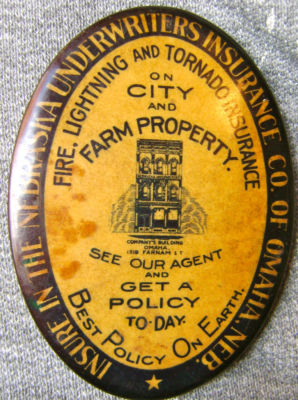 INSURE IN THE NEBRASKA UNDERWRITERS INSURANCE CO. OF OMAHA, NEB.
FIRE, LIGHTNING AND TORNADO INSURANCE
ON
CITY
AND
FARM PROPERTY.
COMPANY'S BUILDING
OMAHA.
1518 FARNAM ST
SEE OUR AGENT
AND
GET A
POLICY
TO-DAY.
BEST POLICY ON EARTH.